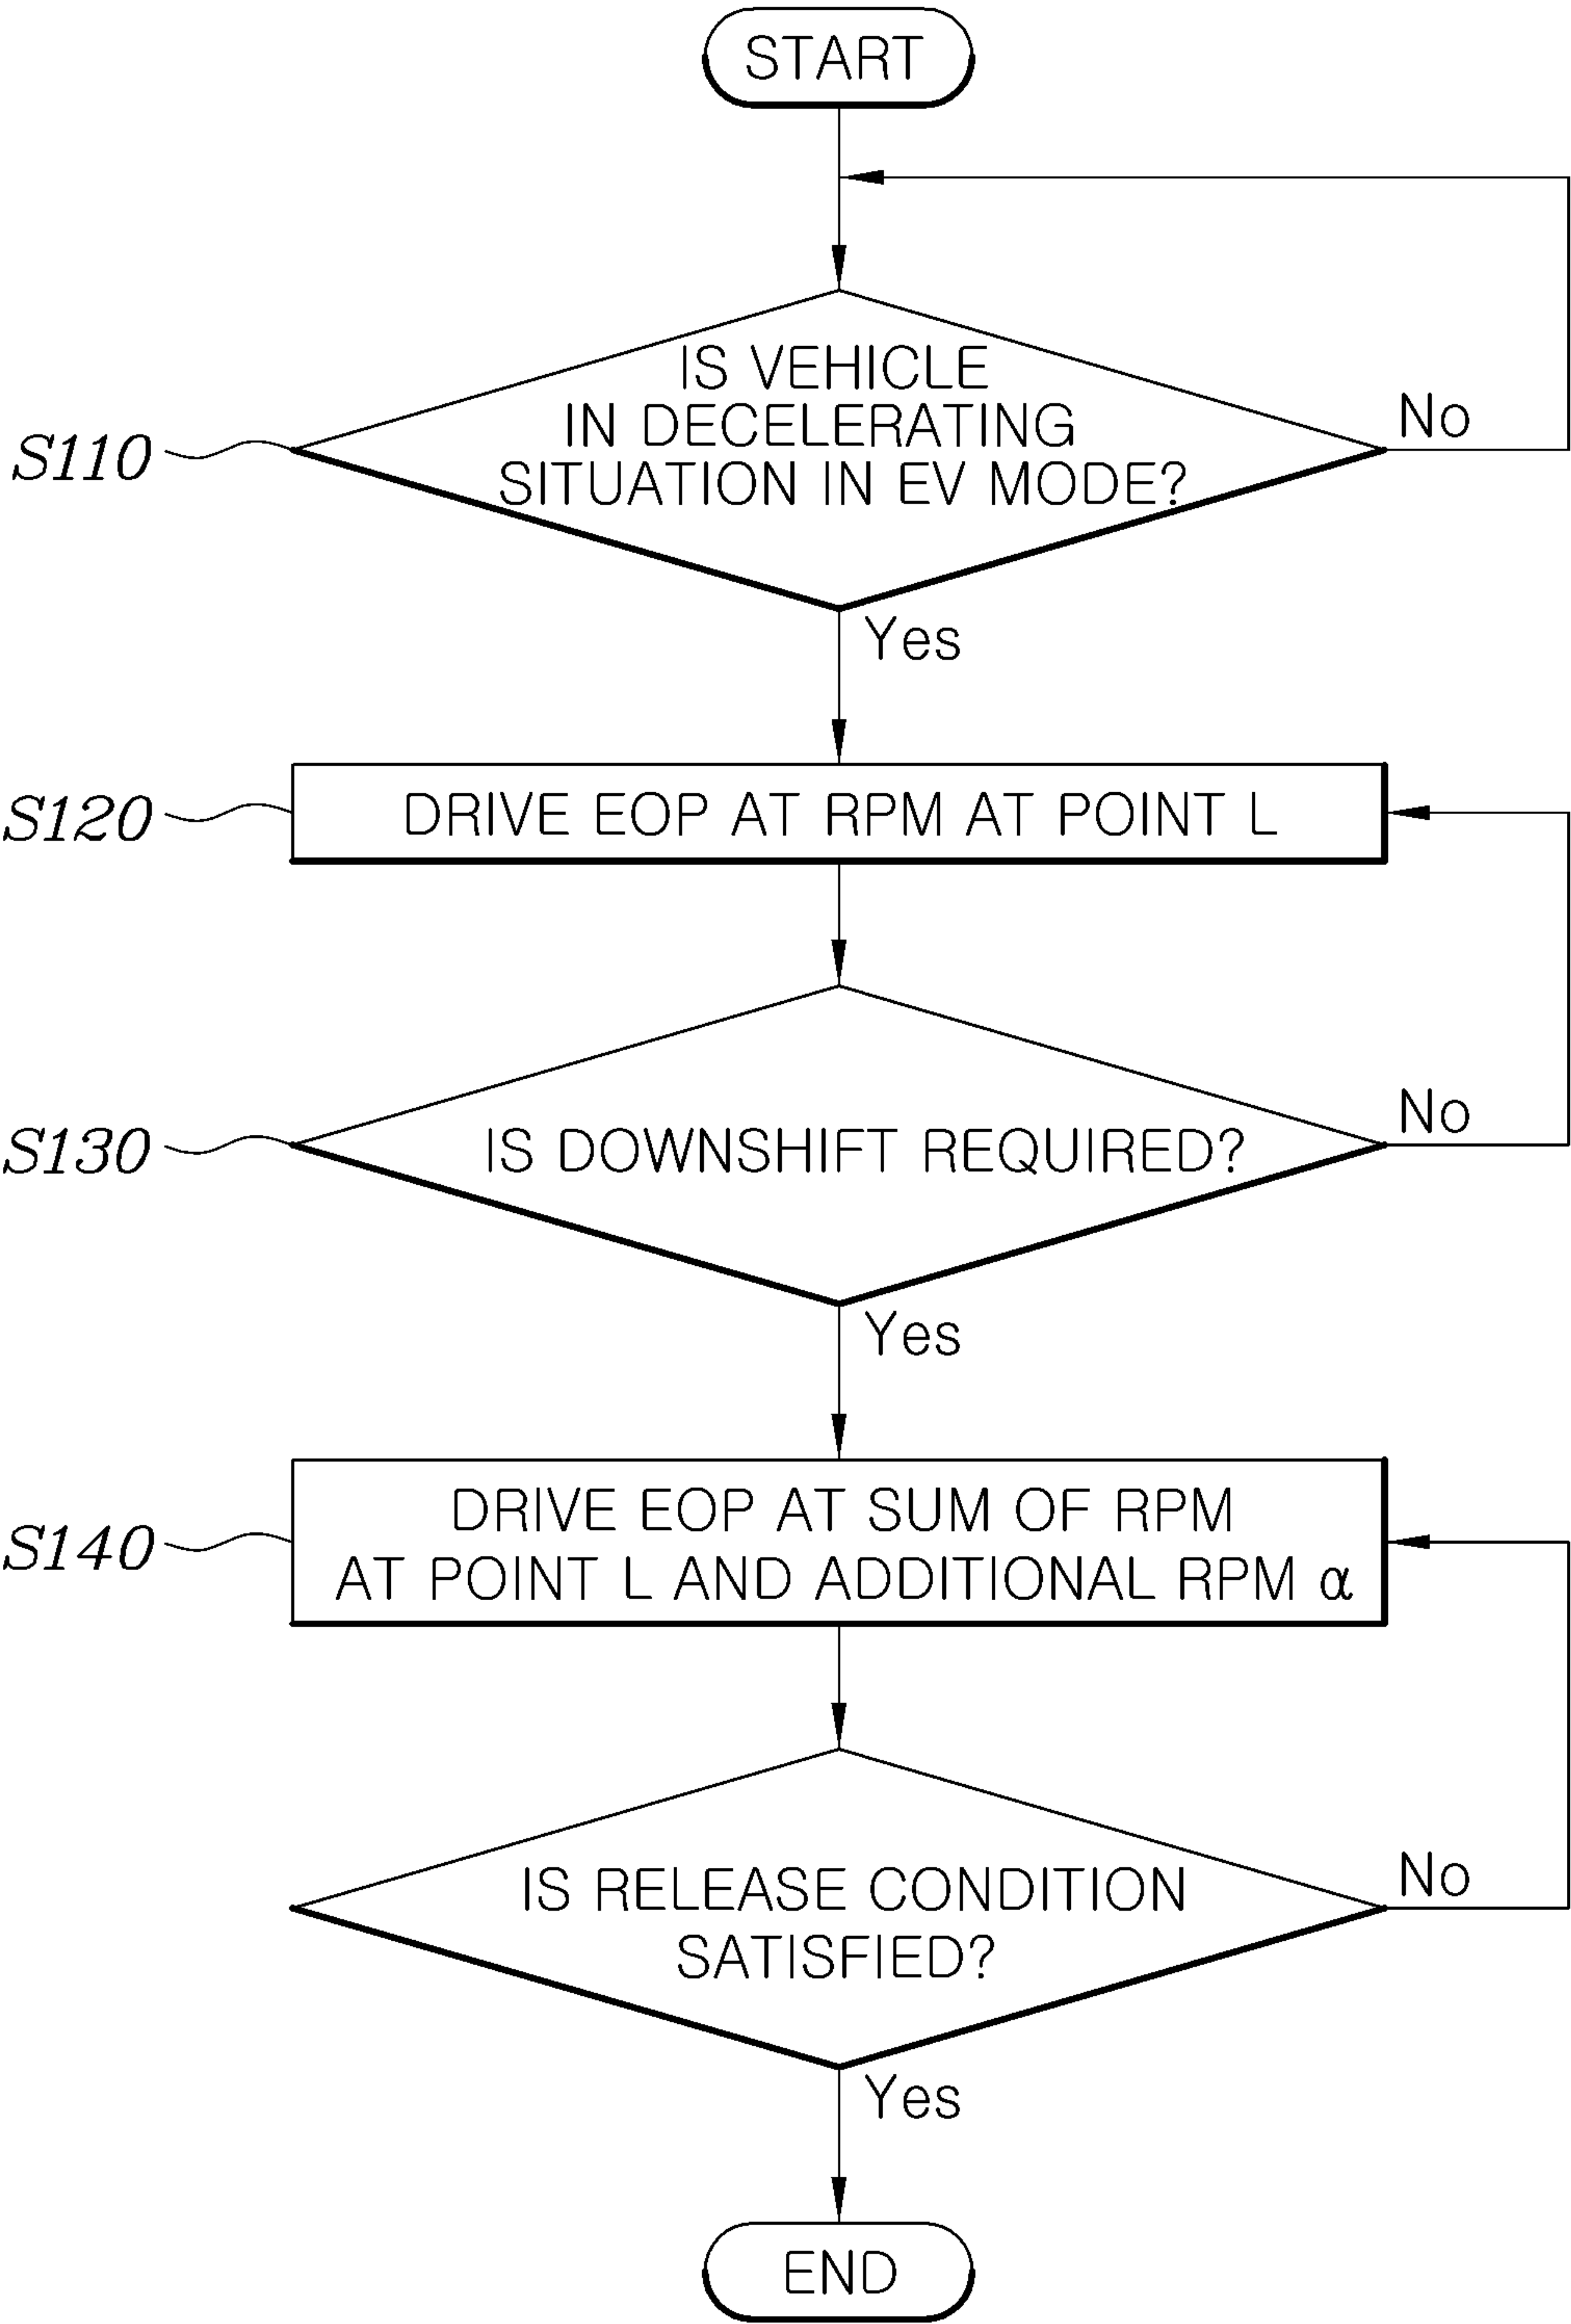 START
IS VEHICLE
IN DECELERATING
SITUATION IN EV MODE?
No
S110
Yes
S120
DRIVE EOP AT RPM AT POINT L
No
S130
IS DOWNSHIFT REQUIRED?
Yes
DRIVE EOP AT SUM OF RPM
S140
AT POINT L AND ADDITIONAL RPM α
No
IS RELEASE CONDITION
SATISFIED?
Yes
END